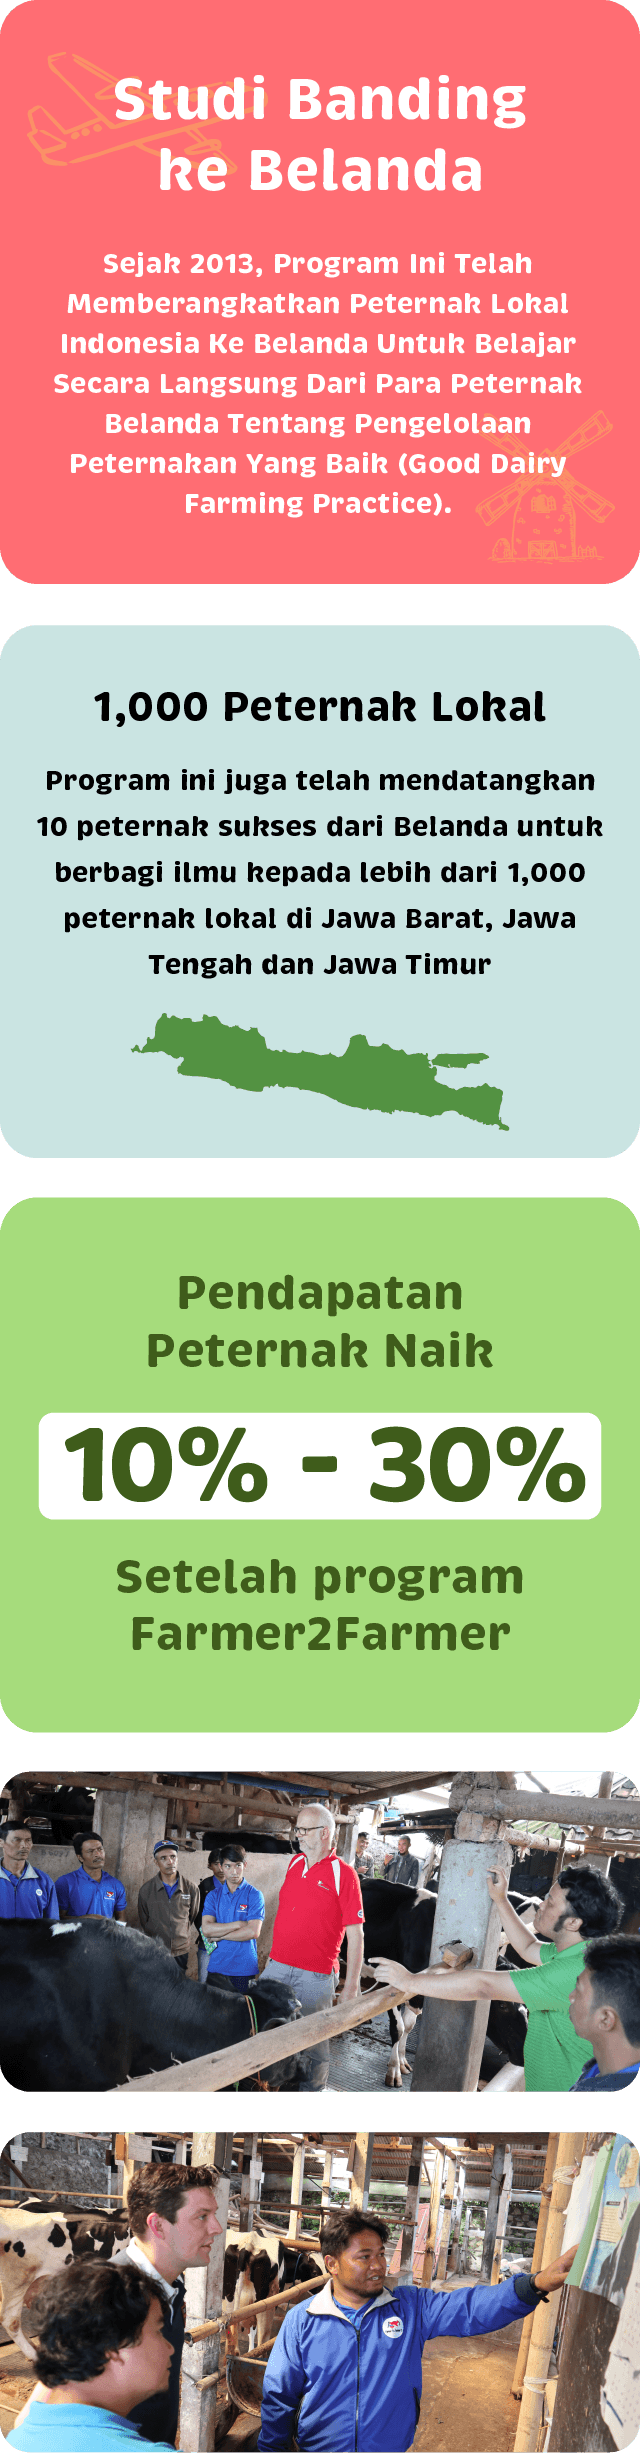 Studi Banding
ke Belanda
Sejak 2013, Program Ini Telah
Memberangkatkan Peternak Lokal
Indonesia Ke Belanda Untuk Belajar
Secara Langsung Dari Para Peternak
Belanda Tentang Pengelolaan
Peternakan Yang Baik (Good Dairy
Farming Practice).
1,000 Peternak Lokal
Program ini juga telah mendatangkan
10 peternak sukses dari Belanda untuk
berbagi ilmu kepada lebih dari 1,000
peternak lokal di Jawa Barat, Jawa
Tengah dan Jawa Timur
Pendapatan
Peternak Naik
10% - 30%
Setelah program
Farmer2Farmer